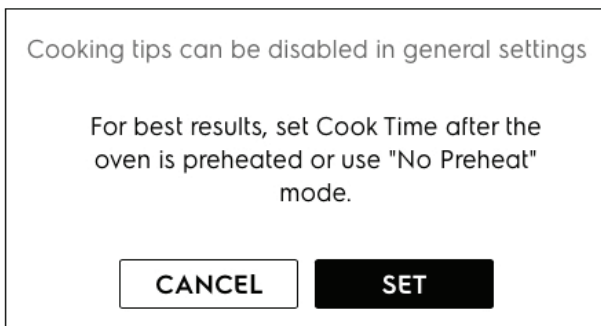 Cooking tips can be disabled in general settings
For best results, set Cook Time after the
oven is preheated or use "No Preheat"
mode.
CANCEL SET